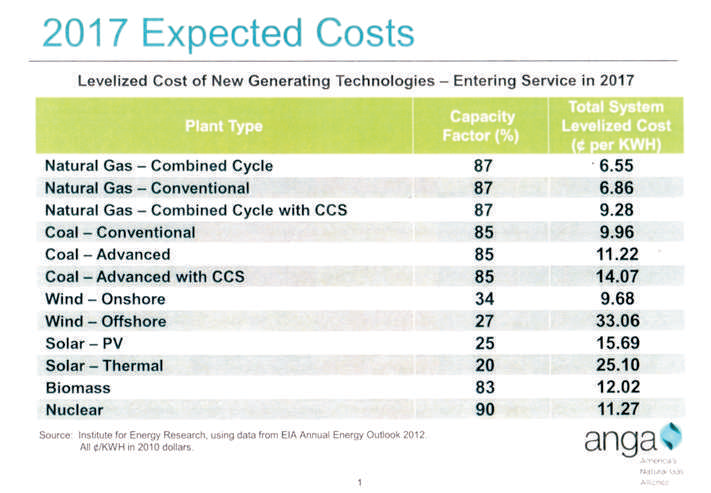 2017 Expected Costs
Levelized Cost of New Generating Technologies – Entering Service in 2017
Plant Type Capacity Factor (%) Total System Levelized Cost (¢ per KWH)
Natural Gas – Combined Cycle 87 6.55
Natural Gas – Conventional 87 6.86
Natural Gas – Combined Cycle with CCS 87 9.28
Coal – Conventional 85 9.96
Coal – Advanced 85 11.22
Coal – Advanced with CCS 85 14.07
Wind – Onshore 34 9.68
Wind – Offshore 27 33.06
Solar – PV 25 15.69
Solar – Thermal 20 25.10
Biomass 83 12.02
Nuclear 90 11.27
Source: Institute for Energy Research, using data from EIA Annual Energy Outlook 2012.
All ¢/KWH in 2010 dollars.
anga
America's
Natural Gas
Alliance
1